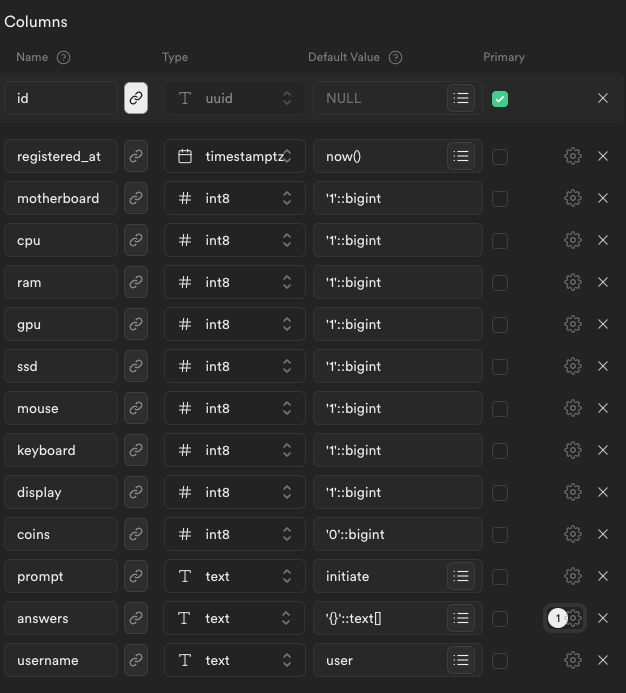 Columns
Name ? Type Default Value ? Primary
id uuid NULL
registered_at timestamptz now()
motherboard int8 '1'::bigint
cpu int8 '1'::bigint
ram int8 '1'::bigint
gpu int8 '1'::bigint
ssd int8 '1'::bigint
mouse int8 '1'::bigint
keyboard int8 '1'::bigint
display int8 '1'::bigint
coins int8 '0'::bigint
prompt text initiate
answers text '{}'::text[] 1
username text user